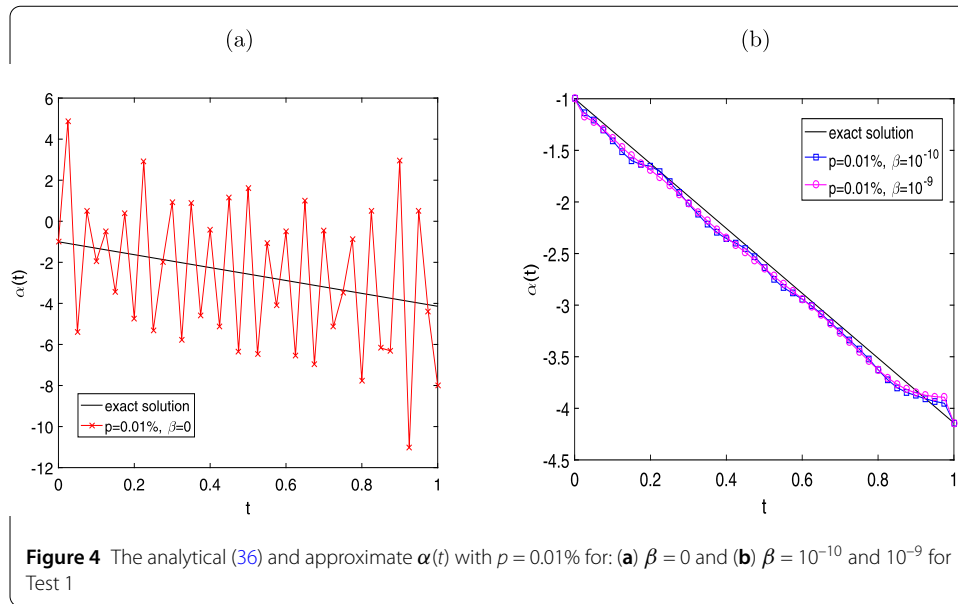 (a)
(b)
6
4
2
0
-2
-4
-6
-8
-10
-12
α(t)
0
0.2
0.4
0.6
0.8
1
t
exact solution
p=0.01%, β=0
-1
-1.5
-2
-2.5
-3
-3.5
-4
-4.5
α(t)
0
0.2
0.4
0.6
0.8
1
t
exact solution
p=0.01%, β=10⁻¹⁰
p=0.01%, β=10⁻⁹
Figure 4 The analytical (36) and approximate α(t) with p = 0.01% for: (a) β = 0 and (b) β = 10⁻¹⁰ and 10⁻⁹ for
Test 1